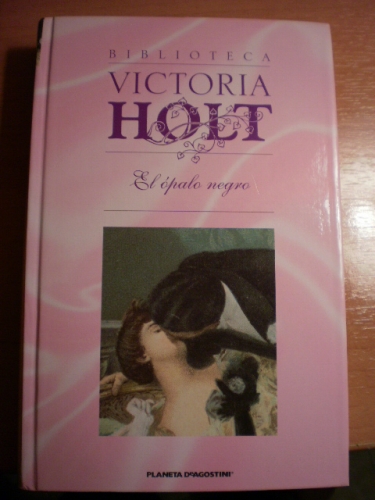 BIBLIOTECA
VICTORIA
HOLT
El ópalo negro
PLANETA DEAGOSTINI